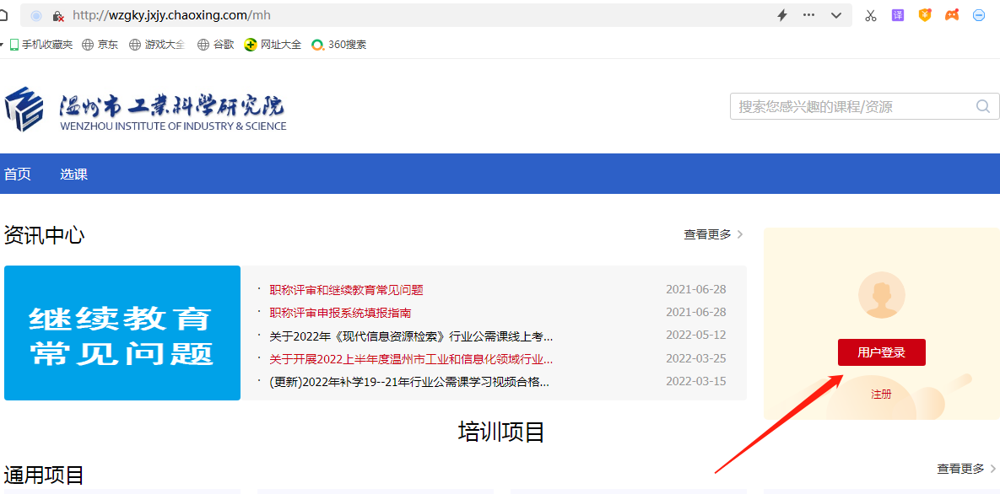 http://wzgky.jxjy.chaoxing.com/mh
译
手机收藏夹 京东 游戏大全 谷歌 网址大全 360搜索
温州市工業科学研究院
WENZHOU INSTITUTE OF INDUSTRY & SCIENCE
搜索您感兴趣的课程/资源
首页 选课
资讯中心
查看更多
继续教育
常见问题
· 职称评审和继续教育常见问题 2021-06-28
· 职称评审申报系统填报指南 2021-06-28
· 关于2022年《现代信息资源检索》行业公需课线上考... 2022-05-12
· 关于开展2022上半年度温州市工业和信息化领域行业... 2022-03-25
· (更新)2022年补学19--21年行业公需课学习视频合格... 2022-03-15
用户登录
注册
培训项目
通用项目
查看更多